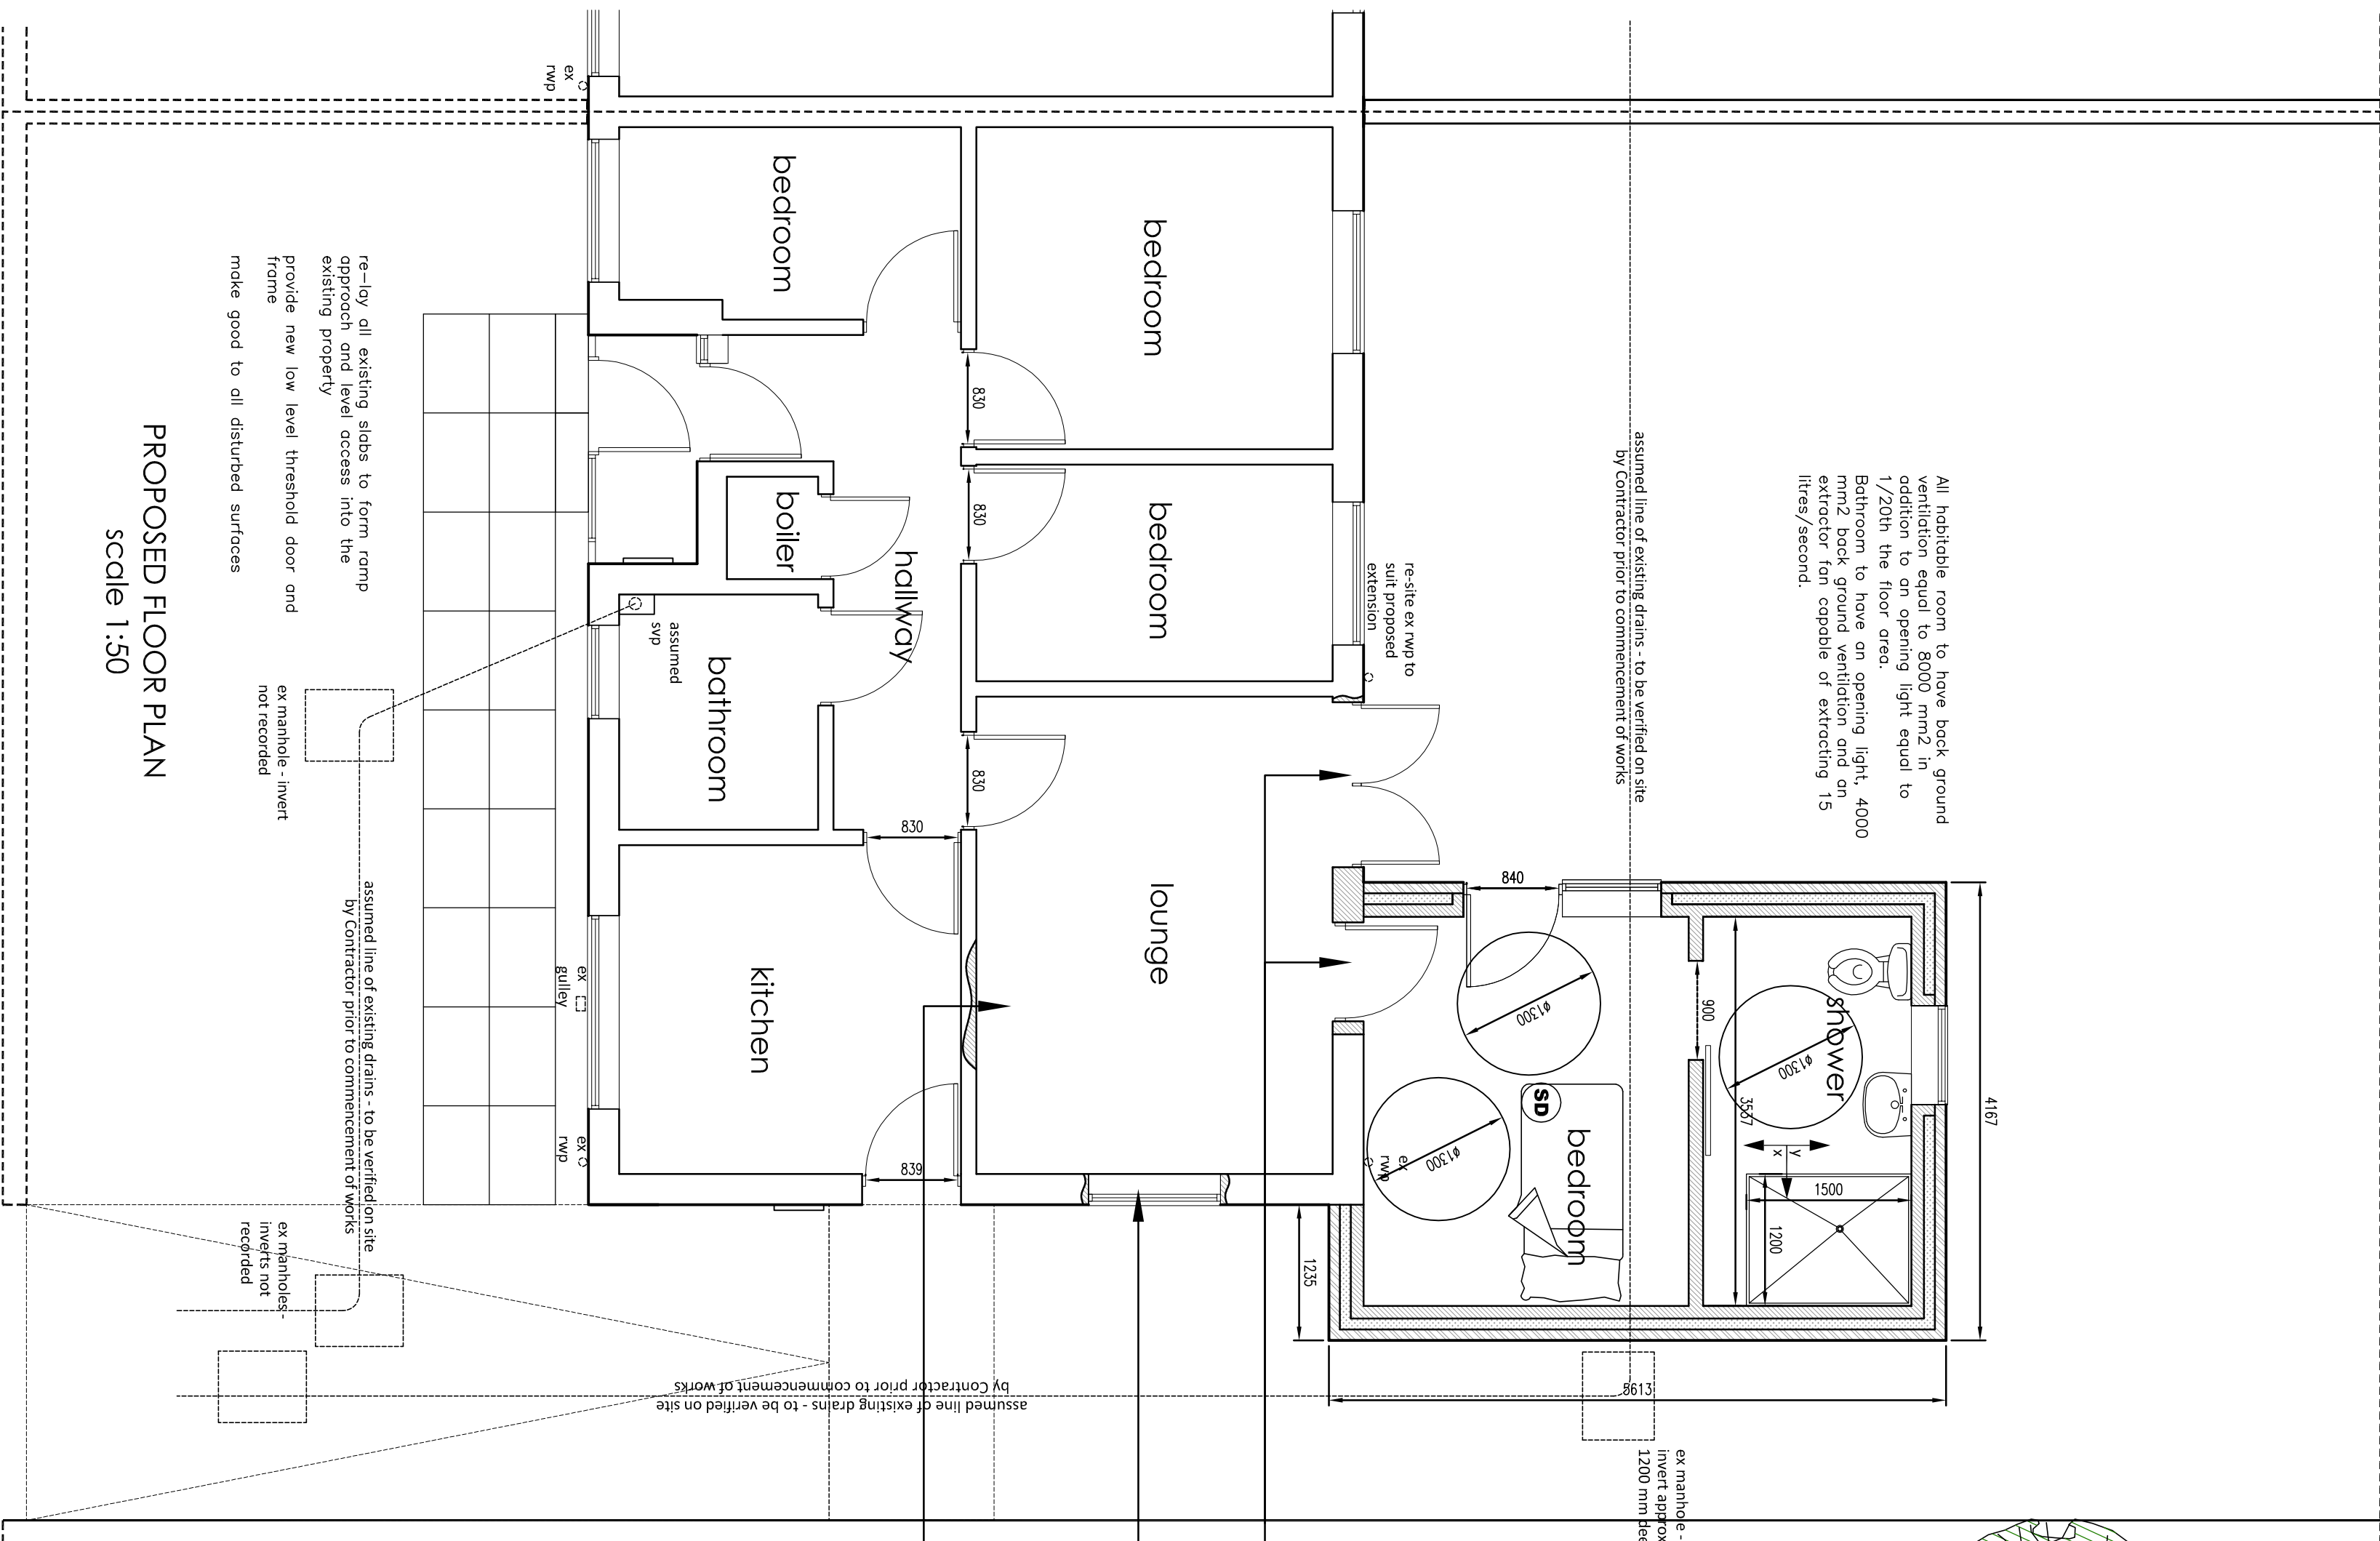 All habitable room to have back ground
ventilation equal to 8000 mm2 in
addition to an opening light equal to
1/20th the floor area.
Bathroom to have an opening light, 4000
mm2 back ground ventilation and an
extractor fan capable of extracting 15
litres/second.
assumed line of existing drains - to be verified on site
by Contractor prior to commencement of works
4167
shower
ø1300
3537
900
y
x
1500
1200
840
ø1300
SD
bedroom
ø1300
ex
rwp
5613
1235
ex manhole -
invert approx
1200 mm
re-site ex rwp to
suit proposed
extension
bedroom
bedroom
lounge
830
830
830
830
839
hallway
bedroom
boiler
assumed
svp
bathroom
kitchen
ex
rwp
ex
gulley
ex
rwp
assumed line of existing drains - to be verified on site
by Contractor prior to commencement of works
assumed line of existing drains - to be verified on site
by Contractor prior to commencement of works
re-lay all existing slabs to form ramp
approach and level access into the
existing property
provide new low level threshold door and
frame
make good to all disturbed surfaces
ex manhole - invert
not recorded
ex manholes -
inverts not
recorded
PROPOSED FLOOR PLAN
scale 1:50